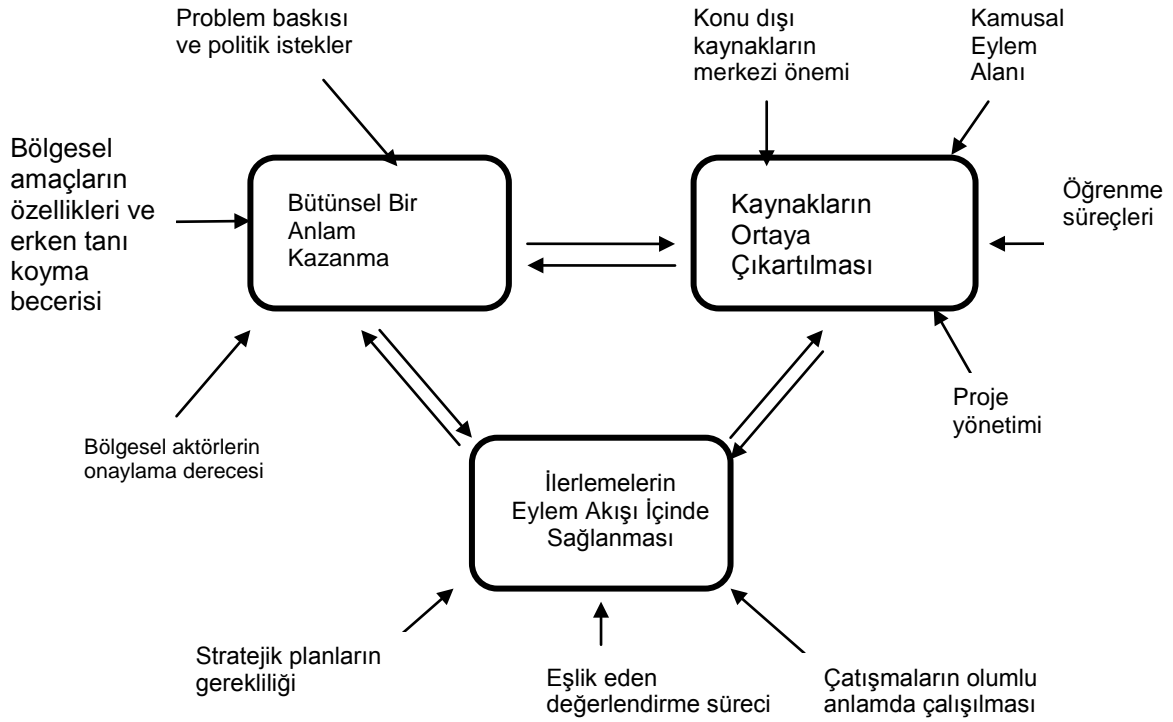 Problem baskısı
ve politik istekler
Konu dışı
kaynakların
merkezi önemi
Kamusal
Eylem
Alanı
Bölgesel
amaçların
özellikleri ve
erken tanı
koyma
becerisi
Bütünsel Bir
Anlam
Kazanma
Kaynakların
Ortaya
Çıkartılması
Öğrenme
süreçleri
Bölgesel aktörlerin
onaylama derecesi
Proje
yönetimi
İlerlemelerin
Eylem Akışı İçinde
Sağlanması
Stratejik planların
gerekliliği
Eşlik eden
değerlendirme süreci
Çatışmaların olumlu
anlamda çalışılması